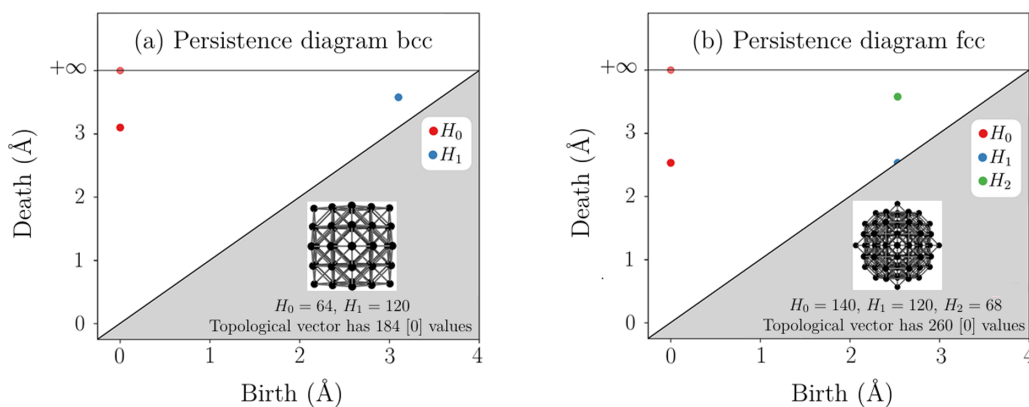 (a) Persistence diagram bcc
+∞
3
2
1
0
Death (Å)
H₀
H₁
H₀ = 64, H₁ = 120
Topological vector has 184 [0] values
0 1 2 3 4
Birth (Å)
(b) Persistence diagram fcc
+∞
3
2
1
0
Death (Å)
H₀
H₁
H₂
H₀ = 140, H₁ = 120, H₂ = 68
Topological vector has 260 [0] values
0 1 2 3 4
Birth (Å)